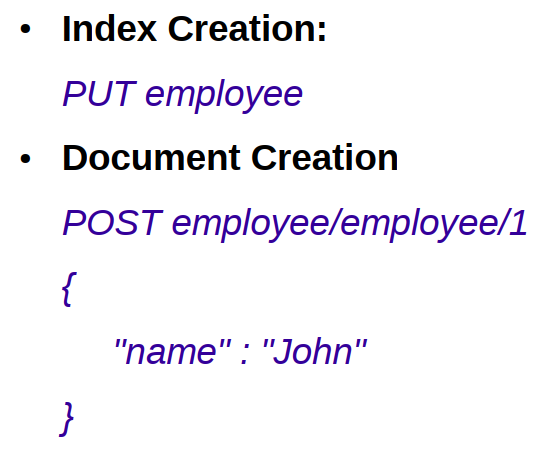 • Index Creation:
PUT employee
• Document Creation
POST employee/employee/1
{
"name" : "John"
}